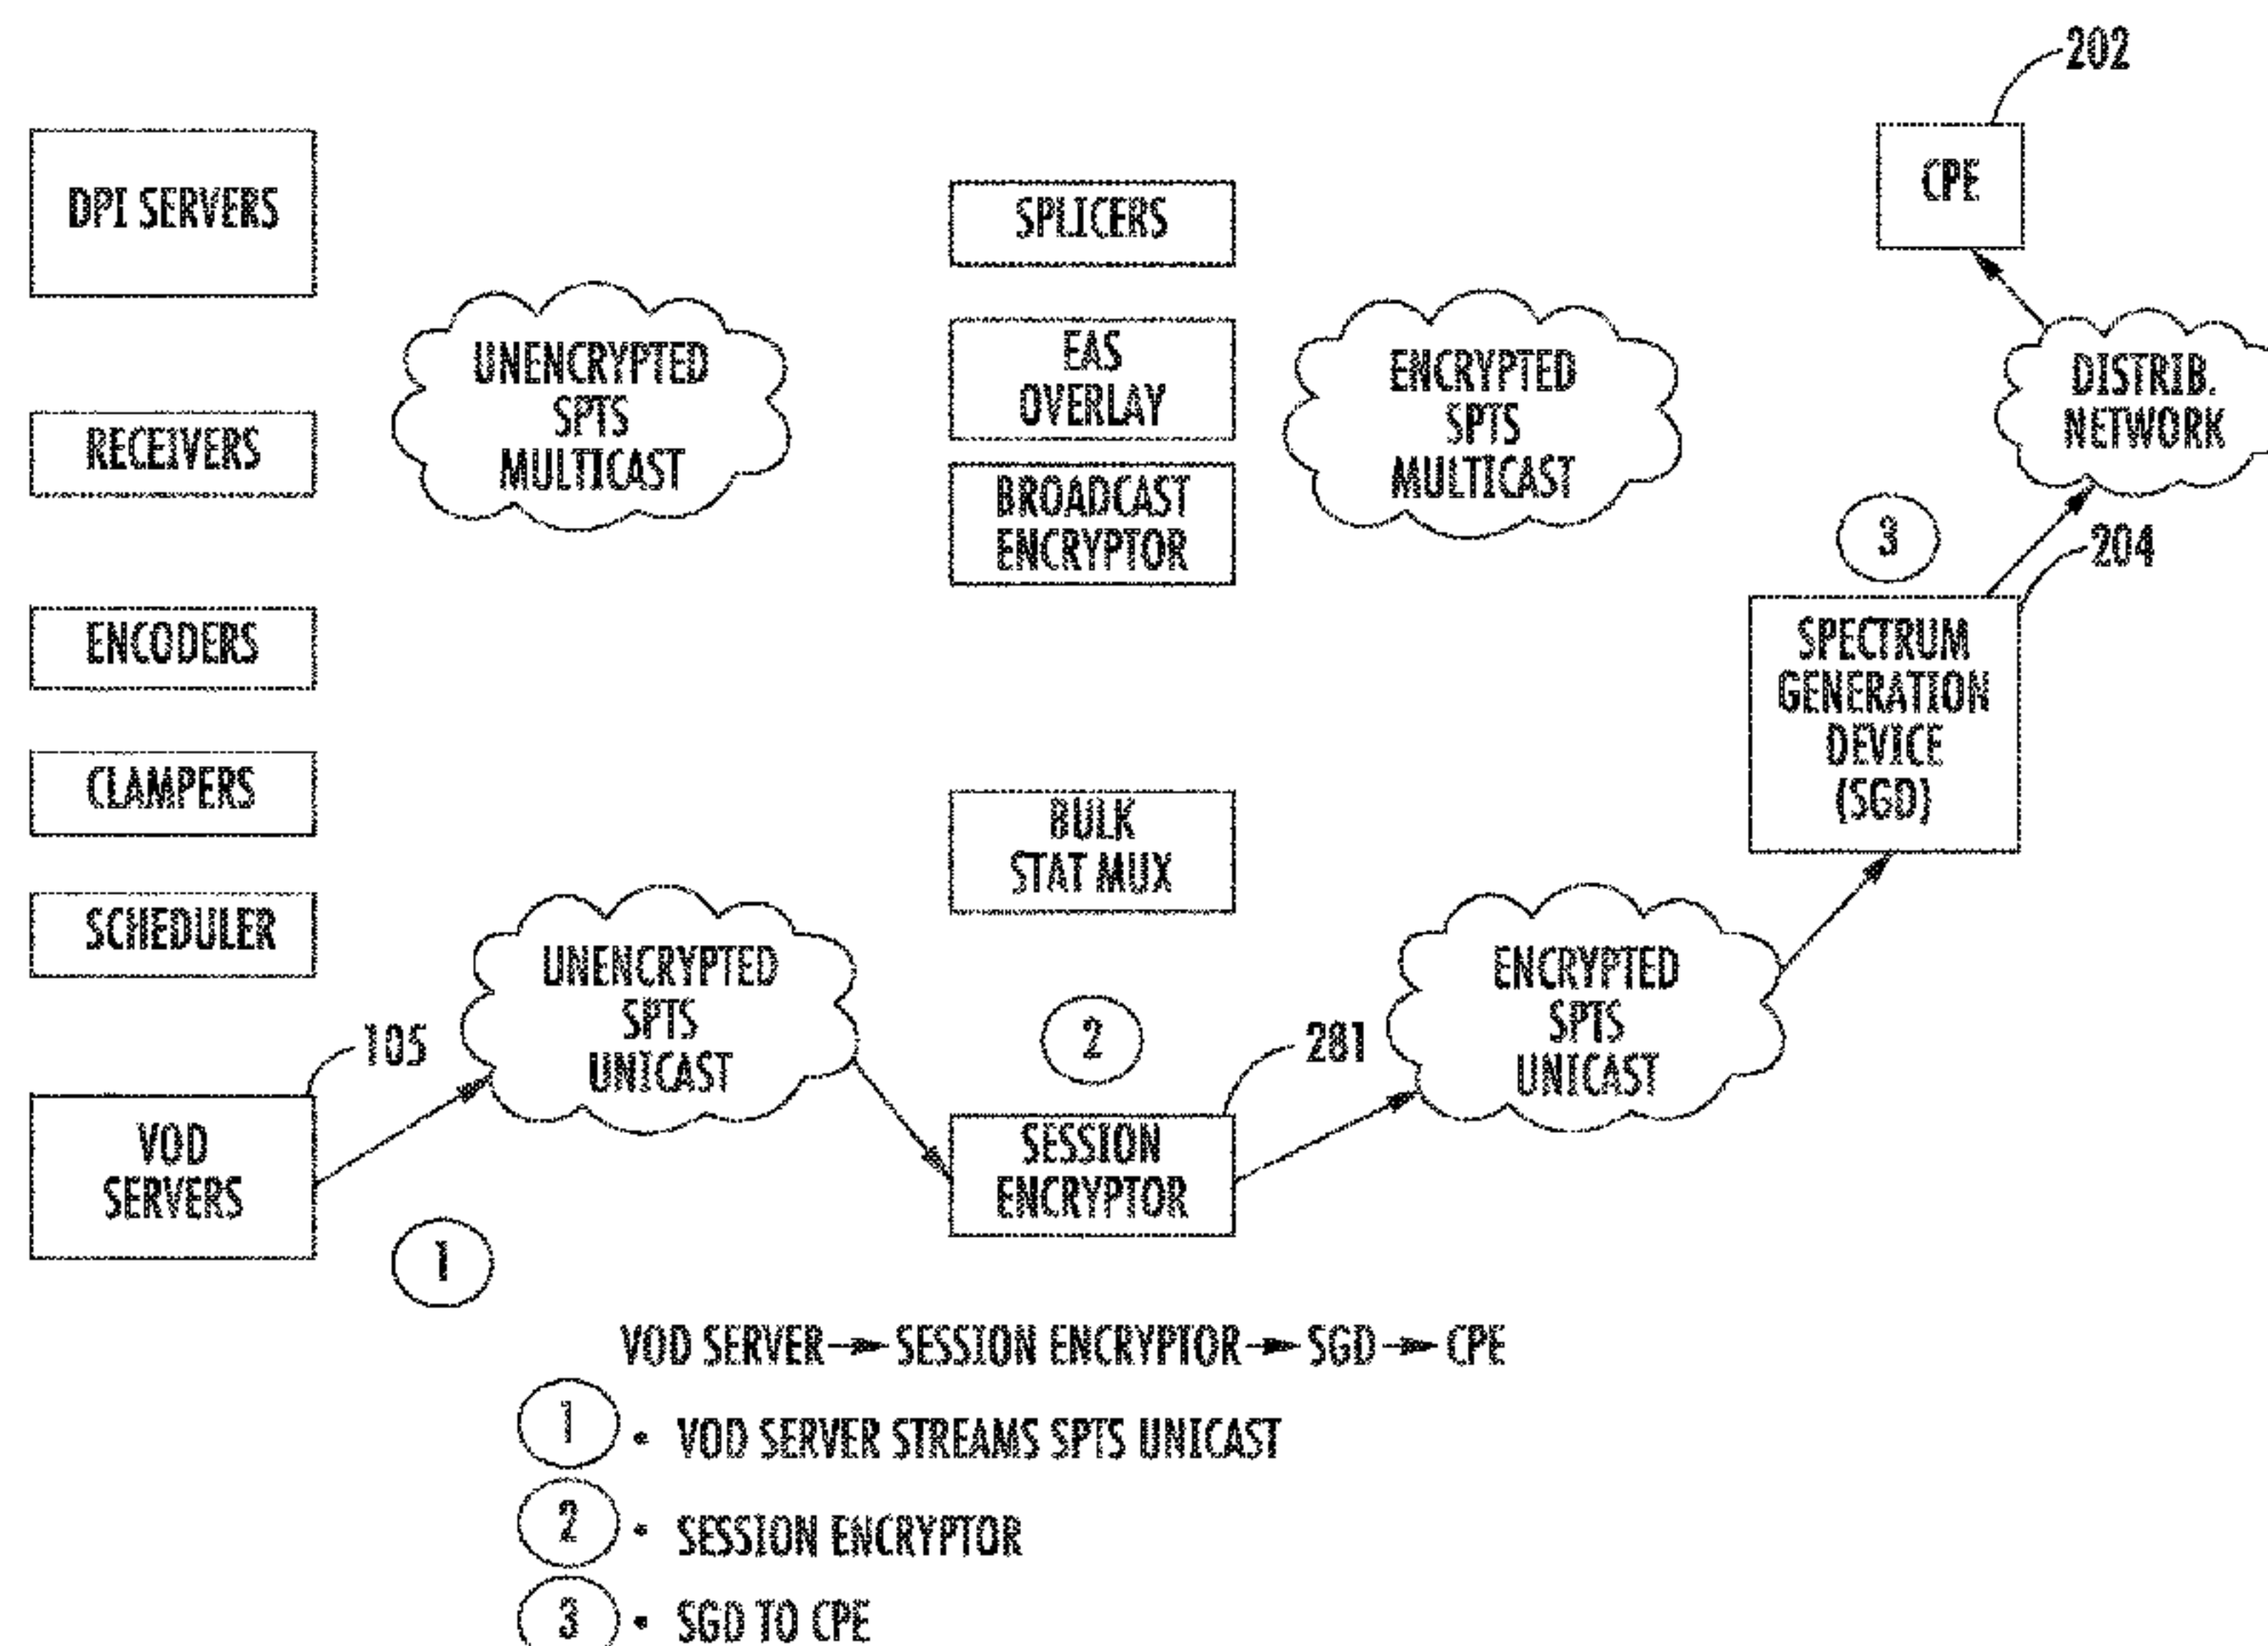 202
CPE
DPI SERVERS
SPLICERS
UNENCRYPTED
SPTS
MULTICAST
EAS
OVERLAY
ENCRYPTED
SPTS
MULTICAST
DISTRIB.
NETWORK
RECEIVERS
BROADCAST
ENCRYPTOR
3
204
ENCODERS
SPECTRUM
GENERATION
DEVICE
(SGD)
CLAMPERS
BULK
STAT MUX
SCHEDULER
UNENCRYPTED
SPTS
UNICAST
ENCRYPTED
SPTS
UNICAST
105
2
281
VOD
SERVERS
SESSION
ENCRYPTOR
1
VOD SERVER → SESSION ENCRYPTOR → SGD → CPE
1 • VOD SERVER STREAMS SPTS UNICAST
2 • SESSION ENCRYPTOR
3 • SGD TO CPE